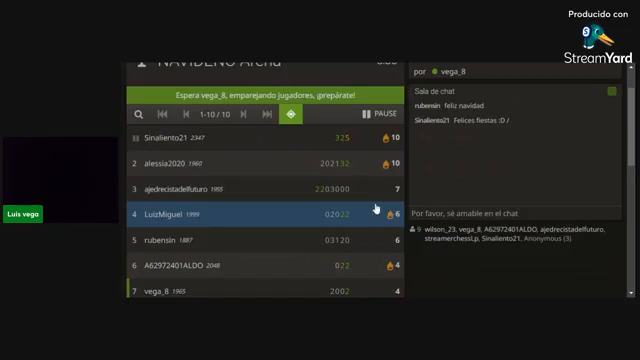 Producido con
StreamYard
NAVIDEÑO Arena
por vega_8
Espera vega_8, emparejando jugadores, ¡prepárate!
Sala de chat
rubensin feliz navidad
Sinaliento21 Felices fiestas :D /
1-10 / 10
PAUSE
Sinaliento21 2347 325 10
2 alessia2020 1960 202132 10
3 ajedrecistadelfuturo 1955 2203000 7
4 LuizMiguel 1999 02022 6
5 rubensin 1887 03120 6
6 A62972401ALDO 2048 022 4
7 vega_8 1965 2002 4
Por favor, sé amable en el chat
9 wilson_23, vega_8, A62972401ALDO, ajedrecistadelfuturo,
streamerchessLp, Sinaliento21, Anonymous (3)
Luis vega